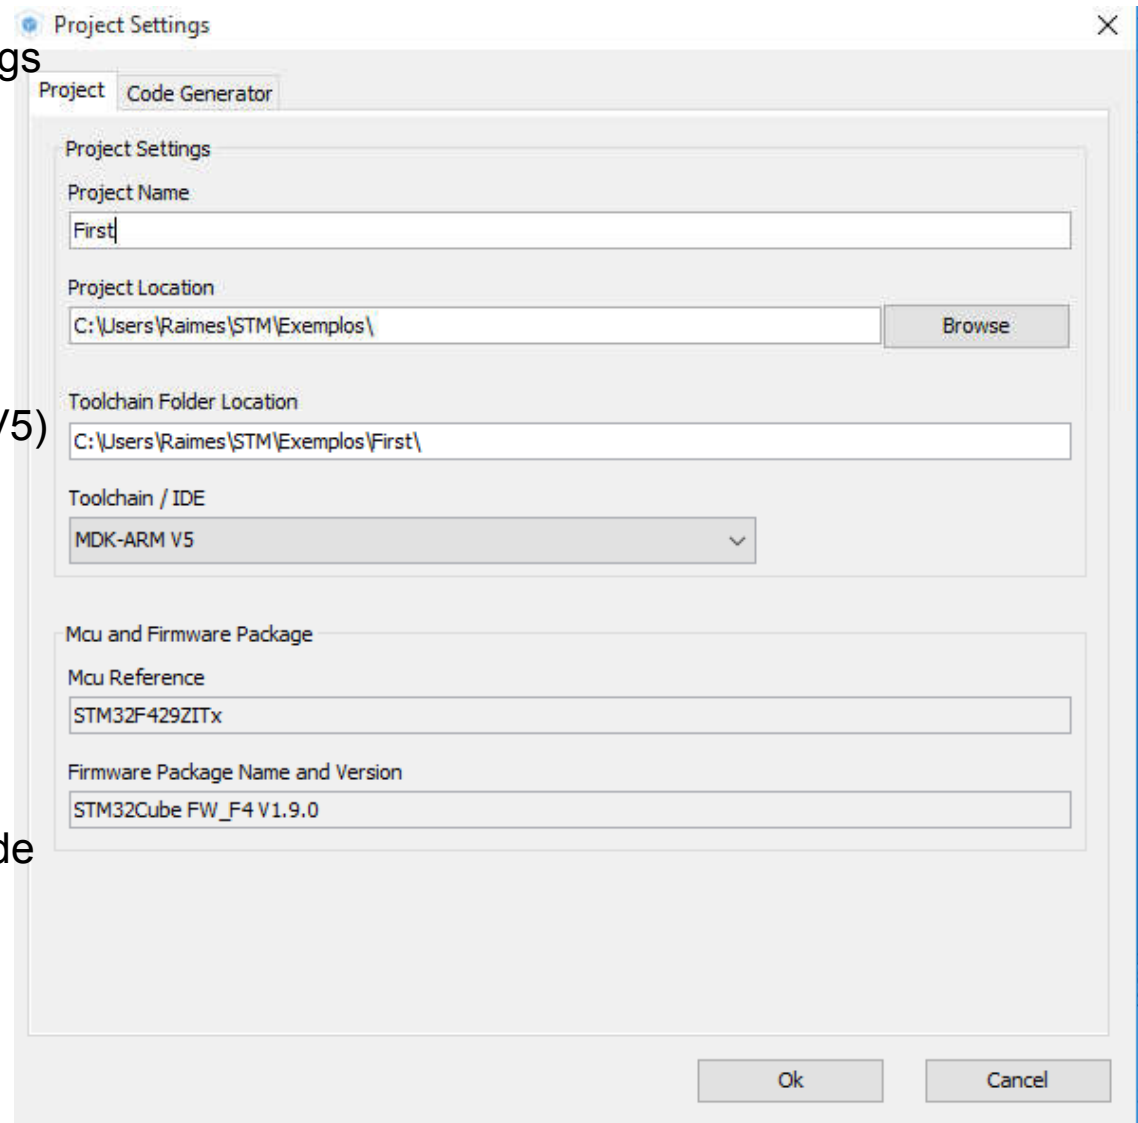 Project Settings
gs
Project Code Generator
Project Settings
Project Name
First
Project Location
C:\Users\Raimes\STM\Exemplos\ Browse
Toolchain Folder Location
/5)
C:\Users\Raimes\STM\Exemplos\First\
Toolchain / IDE
MDK-ARM V5
Mcu and Firmware Package
Mcu Reference
STM32F429ZITx
Firmware Package Name and Version
STM32Cube FW_F4 V1.9.0
de
Ok Cancel